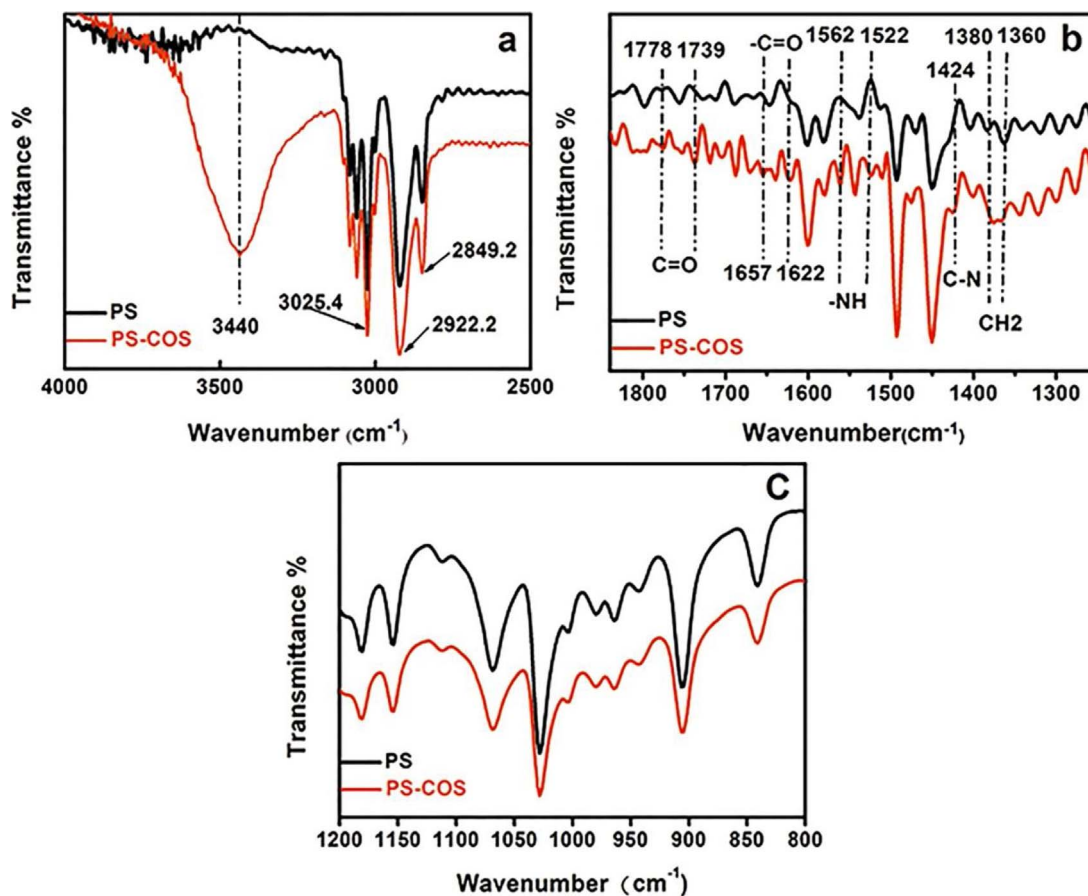 a
Transmittance %
3440
3025.4
2849.2
2922.2
PS
PS-COS
4000 3500 3000 2500
Wavenumber (cm-1)
b
1778 1739 -C=O 1562 1522 1380 1360
1424
Transmittance %
C=O 1657 1622 -NH C-N CH2
PS
PS-COS
1800 1700 1600 1500 1400 1300
Wavenumber(cm-1)
C
Transmittance %
PS
PS-COS
1200 1150 1100 1050 1000 950 900 850 800
Wavenumber (cm-1)